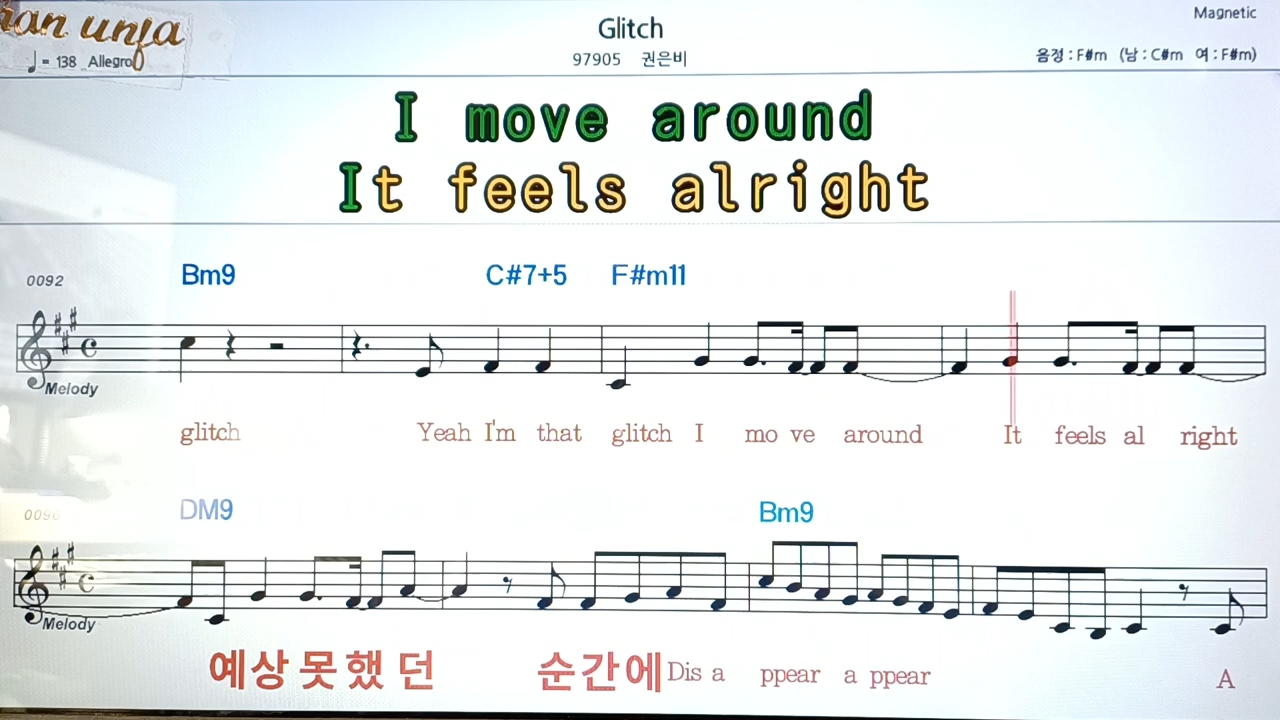 Magnetic
Glitch
♩= 138 Allegro
97905 권은비
음정 : F#m (남 : C#m 여 : F#m)
I move around
It feels alright
0092
Bm9 C#7+5 F#m11
Melody
glitch Yeah I'm that glitch I mo ve around It feels al right
0096
DM9 Bm9
Melody
예상 못했 던 순간에 Dis a ppear a ppear A